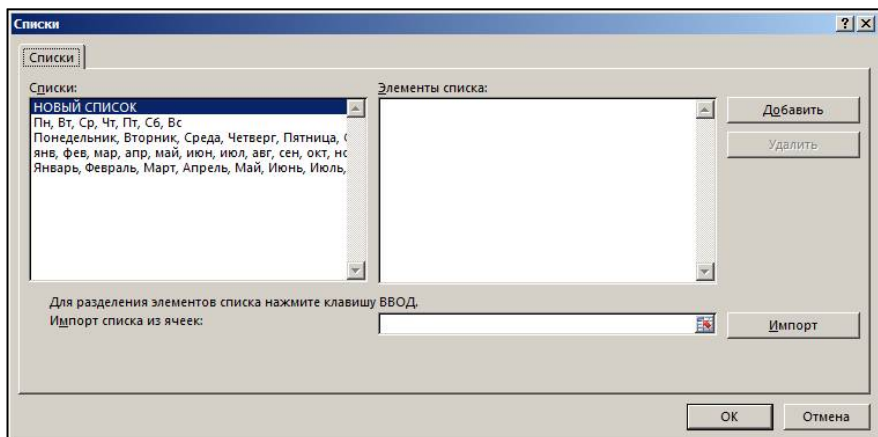 Списки
Списки
Списки:
Элементы списка:
НОВЫЙ СПИСОК
Пн, Вт, Ср, Чт, Пт, Сб, Вс
Понедельник, Вторник, Среда, Четверг, Пятница,
янв, фев, мар, апр, май, июн, июл, авг, сен, окт, но
Январь, Февраль, Март, Апрель, Май, Июнь, Июль,
Добавить
Удалить
Для разделения элементов списка нажмите клавишу ВВОД.
Импорт списка из ячеек:
Импорт
ОК
Отмена